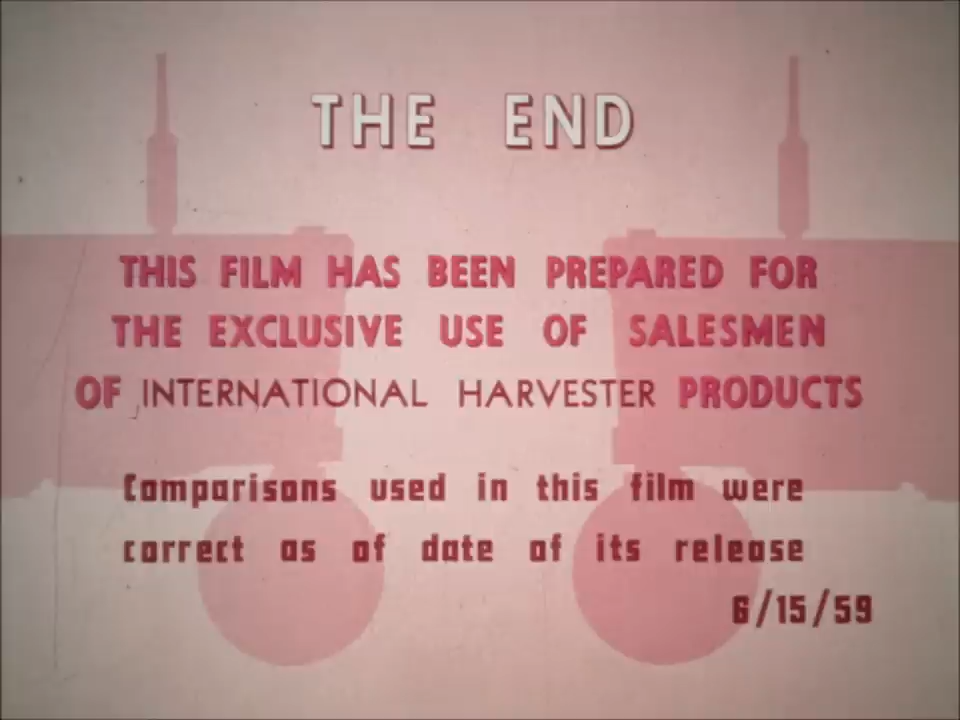 THE END
THIS FILM HAS BEEN PREPARED FOR
THE EXCLUSIVE USE OF SALESMEN
OF INTERNATIONAL HARVESTER PRODUCTS
Comparisons used in this film were
correct as of date of its release
6/15/59